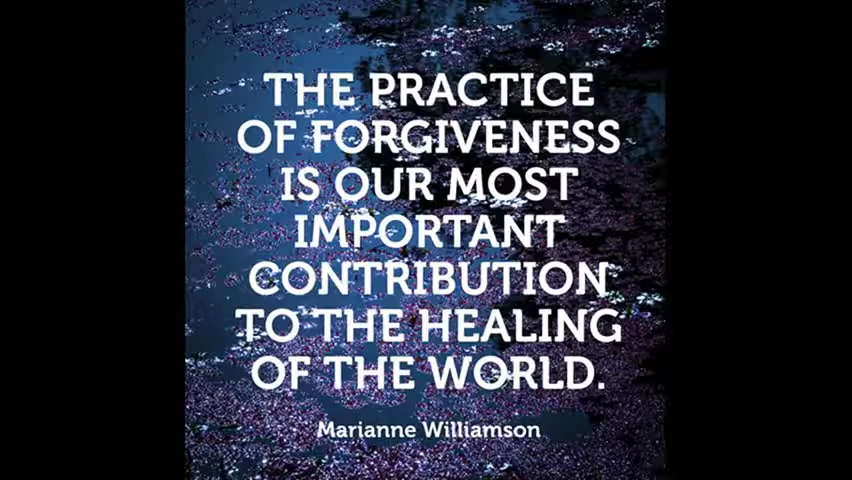 THE PRACTICE
OF FORGIVENESS
IS OUR MOST
IMPORTANT
CONTRIBUTION
TO THE HEALING
OF THE WORLD.
Marianne Williamson